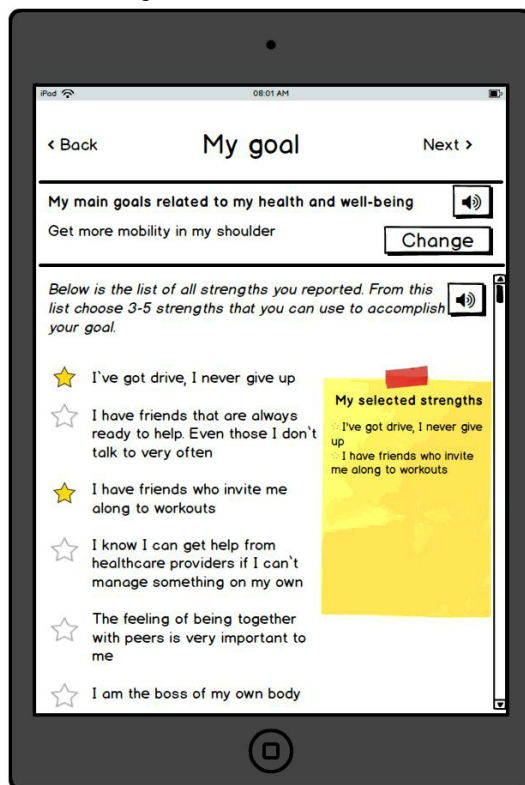 iPod
08:01 AM
< Back
My goal
Next >
My main goals related to my health and well-being
Get more mobility in my shoulder
Change
Below is the list of all strengths you reported. From this
list choose 3-5 strengths that you can use to accomplish
your goal.
I`ve got drive, I never give up
I have friends that are always
ready to help. Even those I don`t
talk to very often
I have friends who invite me
along to workouts
I know I can get help from
healthcare providers if I can`t
manage something on my own
The feeling of being together
with peers is very important to
me
I am the boss of my own body
My selected strengths
I've got drive, I never give
up
I have friends who invite
me along to workouts